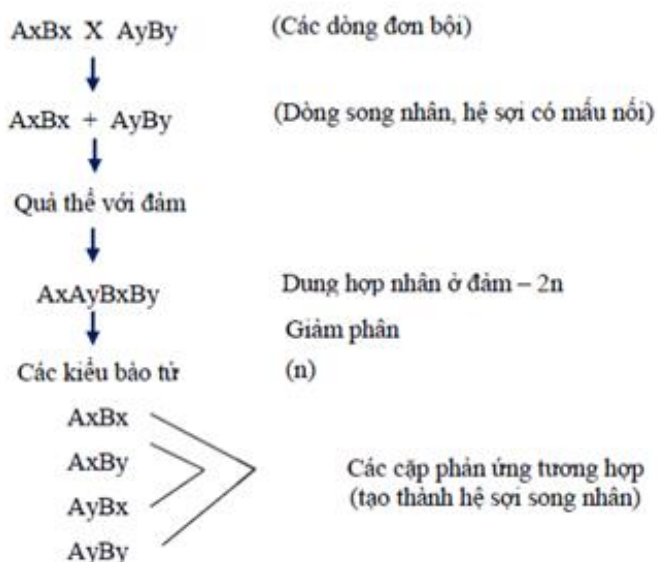 AxBx X AyBy (Các dòng đơn bội)
AxBx + AyBy (Dòng song nhân, hệ sợi có mấu nối)
Quả thể với đảm
AxAyBxBy Dung hợp nhân ở đảm – 2n
Giảm phân
Các kiểu bào tử (n)
AxBx
AxBy
AyBx
AyBy
Các cặp phản ứng tương hợp
(tạo thành hệ sợi song nhân)